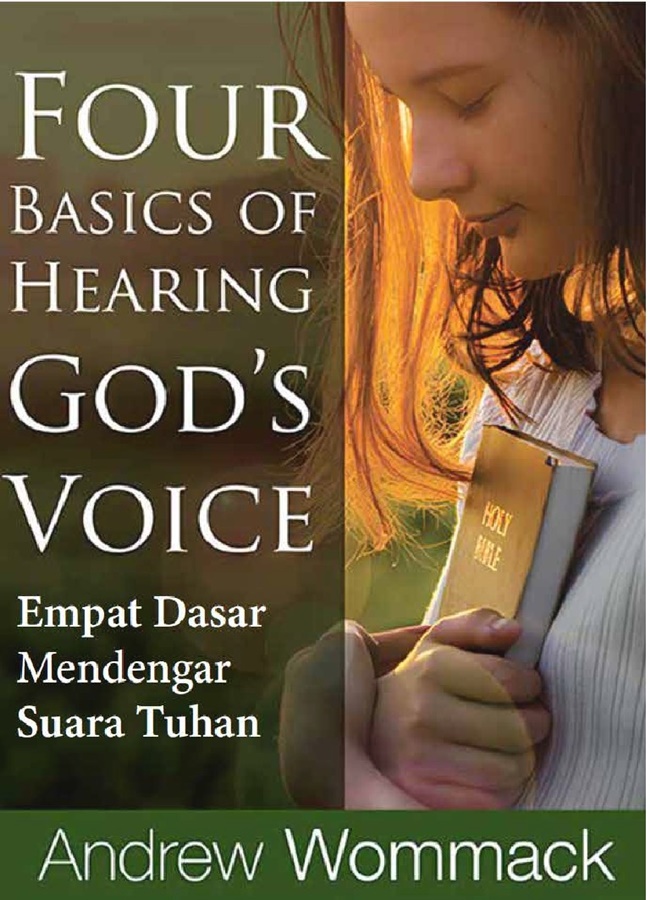 FOUR
BASICS OF
HEARING
GOD'S
VOICE
HOLY
BIBLE
Empat Dasar
Mendengar
Suara Tuhan
Andrew Wommack